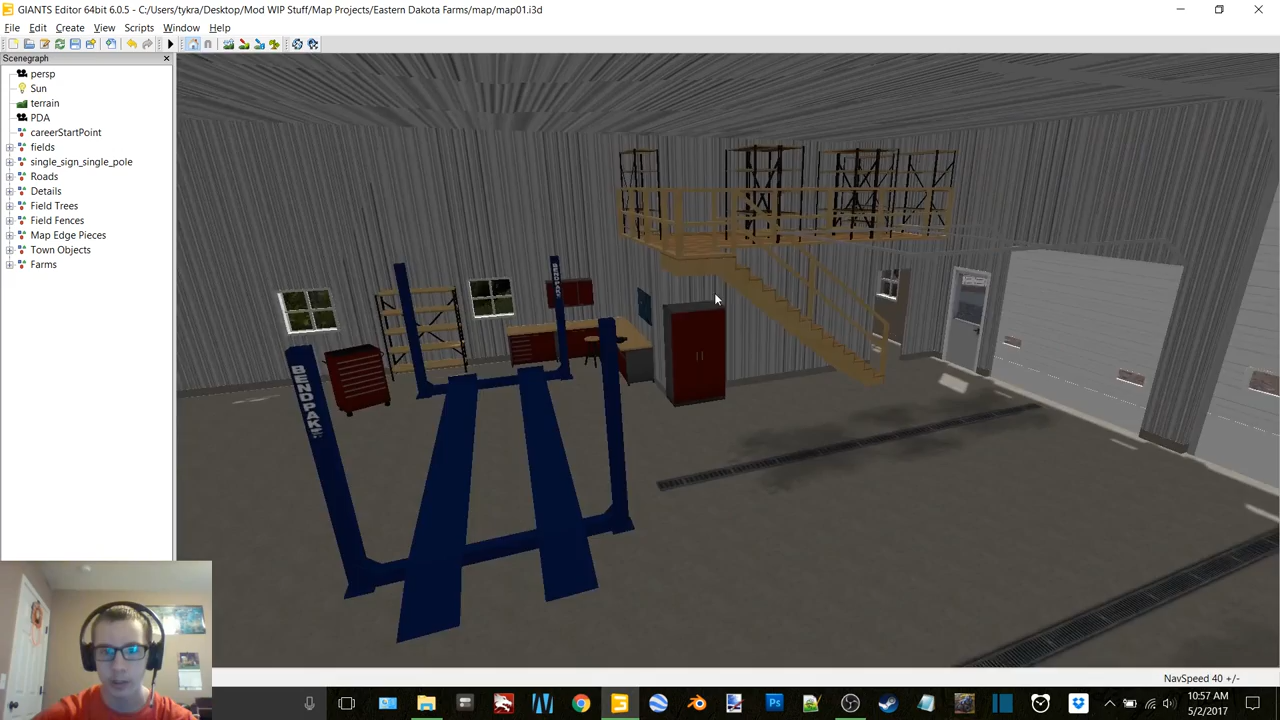 GIANTS Editor 64bit 6.0.5 - C:/Users/tykra/Desktop/Mod WIP Stuff/Map Projects/Eastern Dakota Farms/map/map01.i3d
File Edit Create View Scripts Window Help
Scenegraph
persp
Sun
terrain
PDA
careerStartPoint
fields
single_sign_single_pole
Roads
Details
Field Trees
Field Fences
Map Edge Pieces
Town Objects
Farms
BENDPAK
BENDPAK
NavSpeed 40 +/-
10:57 AM
5/2/2017